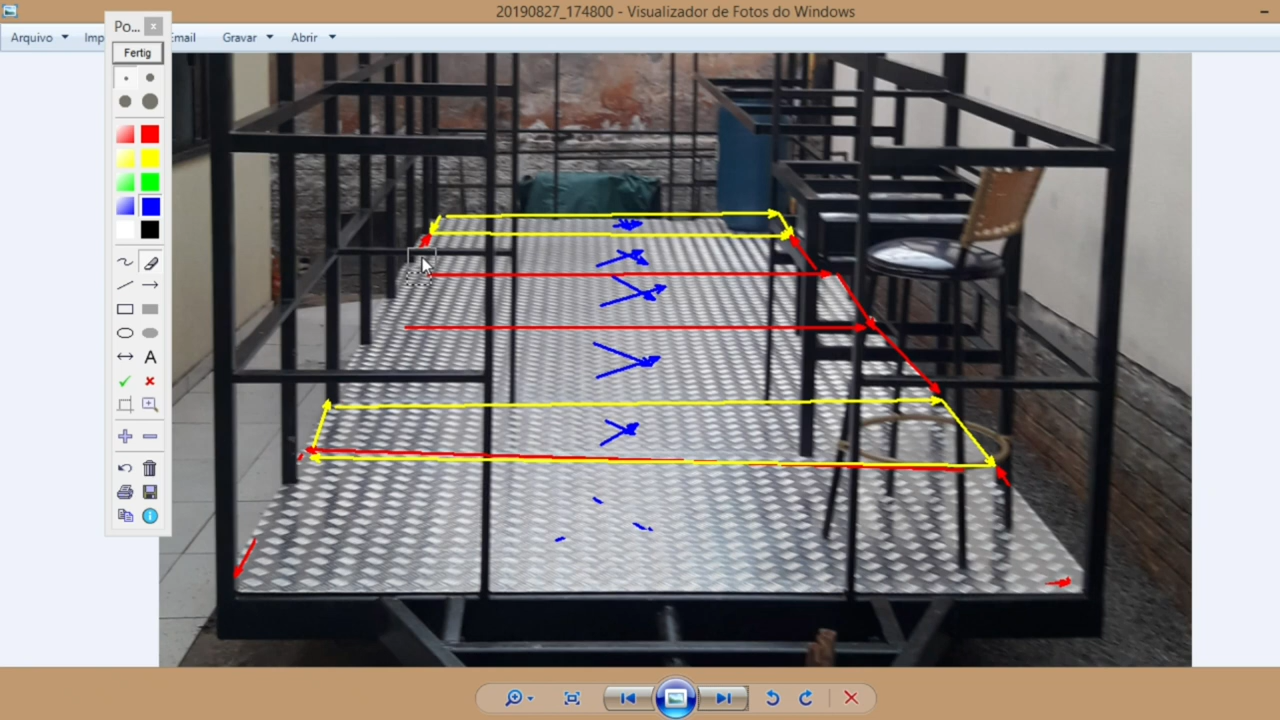 20190827_174800 - Visualizador de Fotos do Windows
Arquivo
Imp
Email
Gravar
Abrir
Po...
Fertig
A